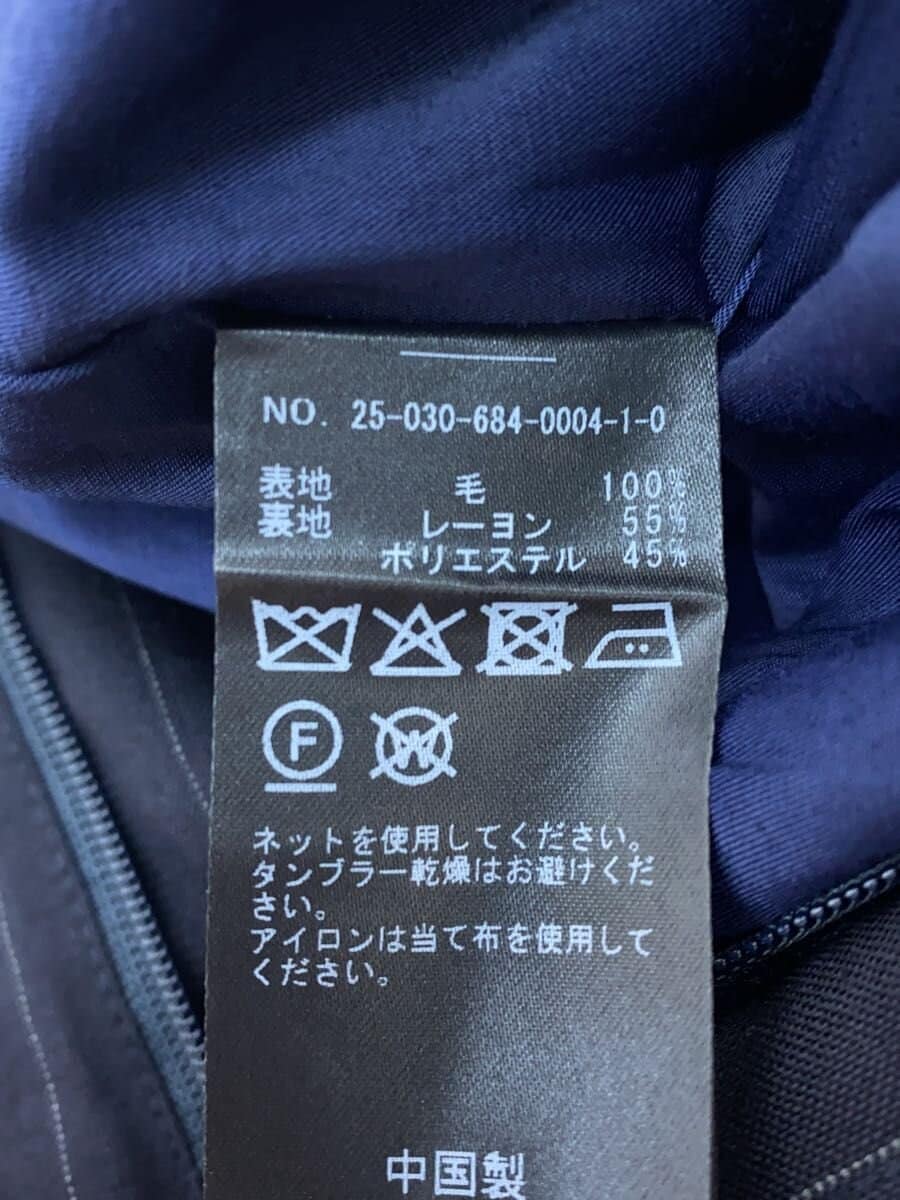 NO. 25-030-684-0004-1-0
表地 毛 100%
裏地 レーヨン 55%
ポリエステル 45%
F
W
ネットを使用してください。
タンブラー乾燥はお避けくだ
さい。
アイロンは当て布を使用して
ください。
中国製